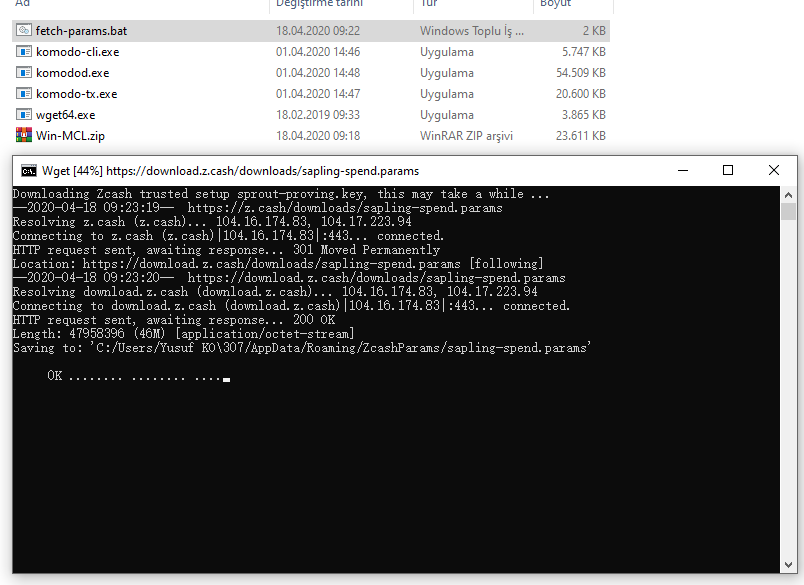 Ad Değiştirme tarihi Tür Boyut
fetch-params.bat 18.04.2020 09:22 Windows Toplu İş ... 2 KB
komodo-cli.exe 01.04.2020 14:46 Uygulama 5.747 KB
komodod.exe 01.04.2020 14:48 Uygulama 54.509 KB
komodo-tx.exe 01.04.2020 14:47 Uygulama 20.600 KB
wget64.exe 18.02.2019 09:33 Uygulama 3.865 KB
Win-MCL.zip 18.04.2020 09:18 WinRAR ZIP arşivi 23.611 KB
Wget [44%] https://download.z.cash/downloads/sapling-spend.params
Downloading Zcash trusted setup sprout-proving.key, this may take a while ...
--2020-04-18 09:23:19-- https://z.cash/downloads/sapling-spend.params
Resolving z.cash (z.cash)... 104.16.174.83, 104.17.223.94
Connecting to z.cash (z.cash)|104.16.174.83|:443... connected.
HTTP request sent, awaiting response... 301 Moved Permanently
Location: https://download.z.cash/downloads/sapling-spend.params [following]
--2020-04-18 09:23:20-- https://download.z.cash/downloads/sapling-spend.params
Resolving download.z.cash (download.z.cash)... 104.16.174.83, 104.17.223.94
Connecting to download.z.cash (download.z.cash)|104.16.174.83|:443... connected.
HTTP request sent, awaiting response... 200 OK
Length: 47958396 (46M) [application/octet-stream]
Saving to: 'C:/Users/Yusuf KO\307/AppData/Roaming/ZcashParams/sapling-spend.params'
OK ........ ........ ....